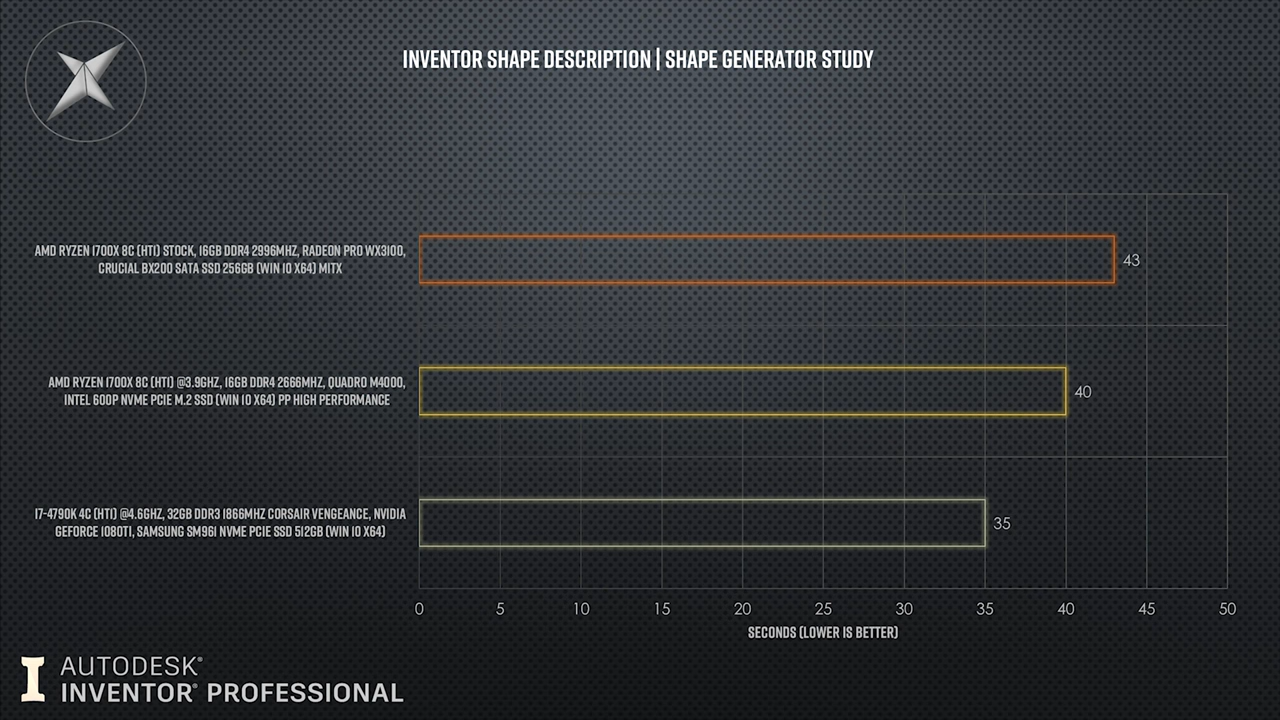 INVENTOR SHAPE DESCRIPTION | SHAPE GENERATOR STUDY
AMD RYZEN 1700X 8C (HT1) STOCK, 16GB DDR4 2996MHZ, RADEON PRO WX3100,
CRUCIAL BX200 SATA SSD 256GB (WIN 10 X64) MITX
43
AMD RYZEN 1700X 8C (HT1) @3.9GHZ, 16GB DDR4 2666MHZ, QUADRO M4000,
INTEL 600P NVME PCIE M.2 SSD (WIN 10 X64) PP HIGH PERFORMANCE
40
I7-4790K 4C (HT1) @4.6GHZ, 32GB DDR3 1866MHZ CORSAIR VENGEANCE, NVIDIA
GEFORCE 1080TI, SAMSUNG SM961 NVME PCIE SSD 512GB (WIN 10 X64)
35
0 5 10 15 20 25 30 35 40 45 50
SECONDS (LOWER IS BETTER)
I
AUTODESK®
INVENTOR® PROFESSIONAL